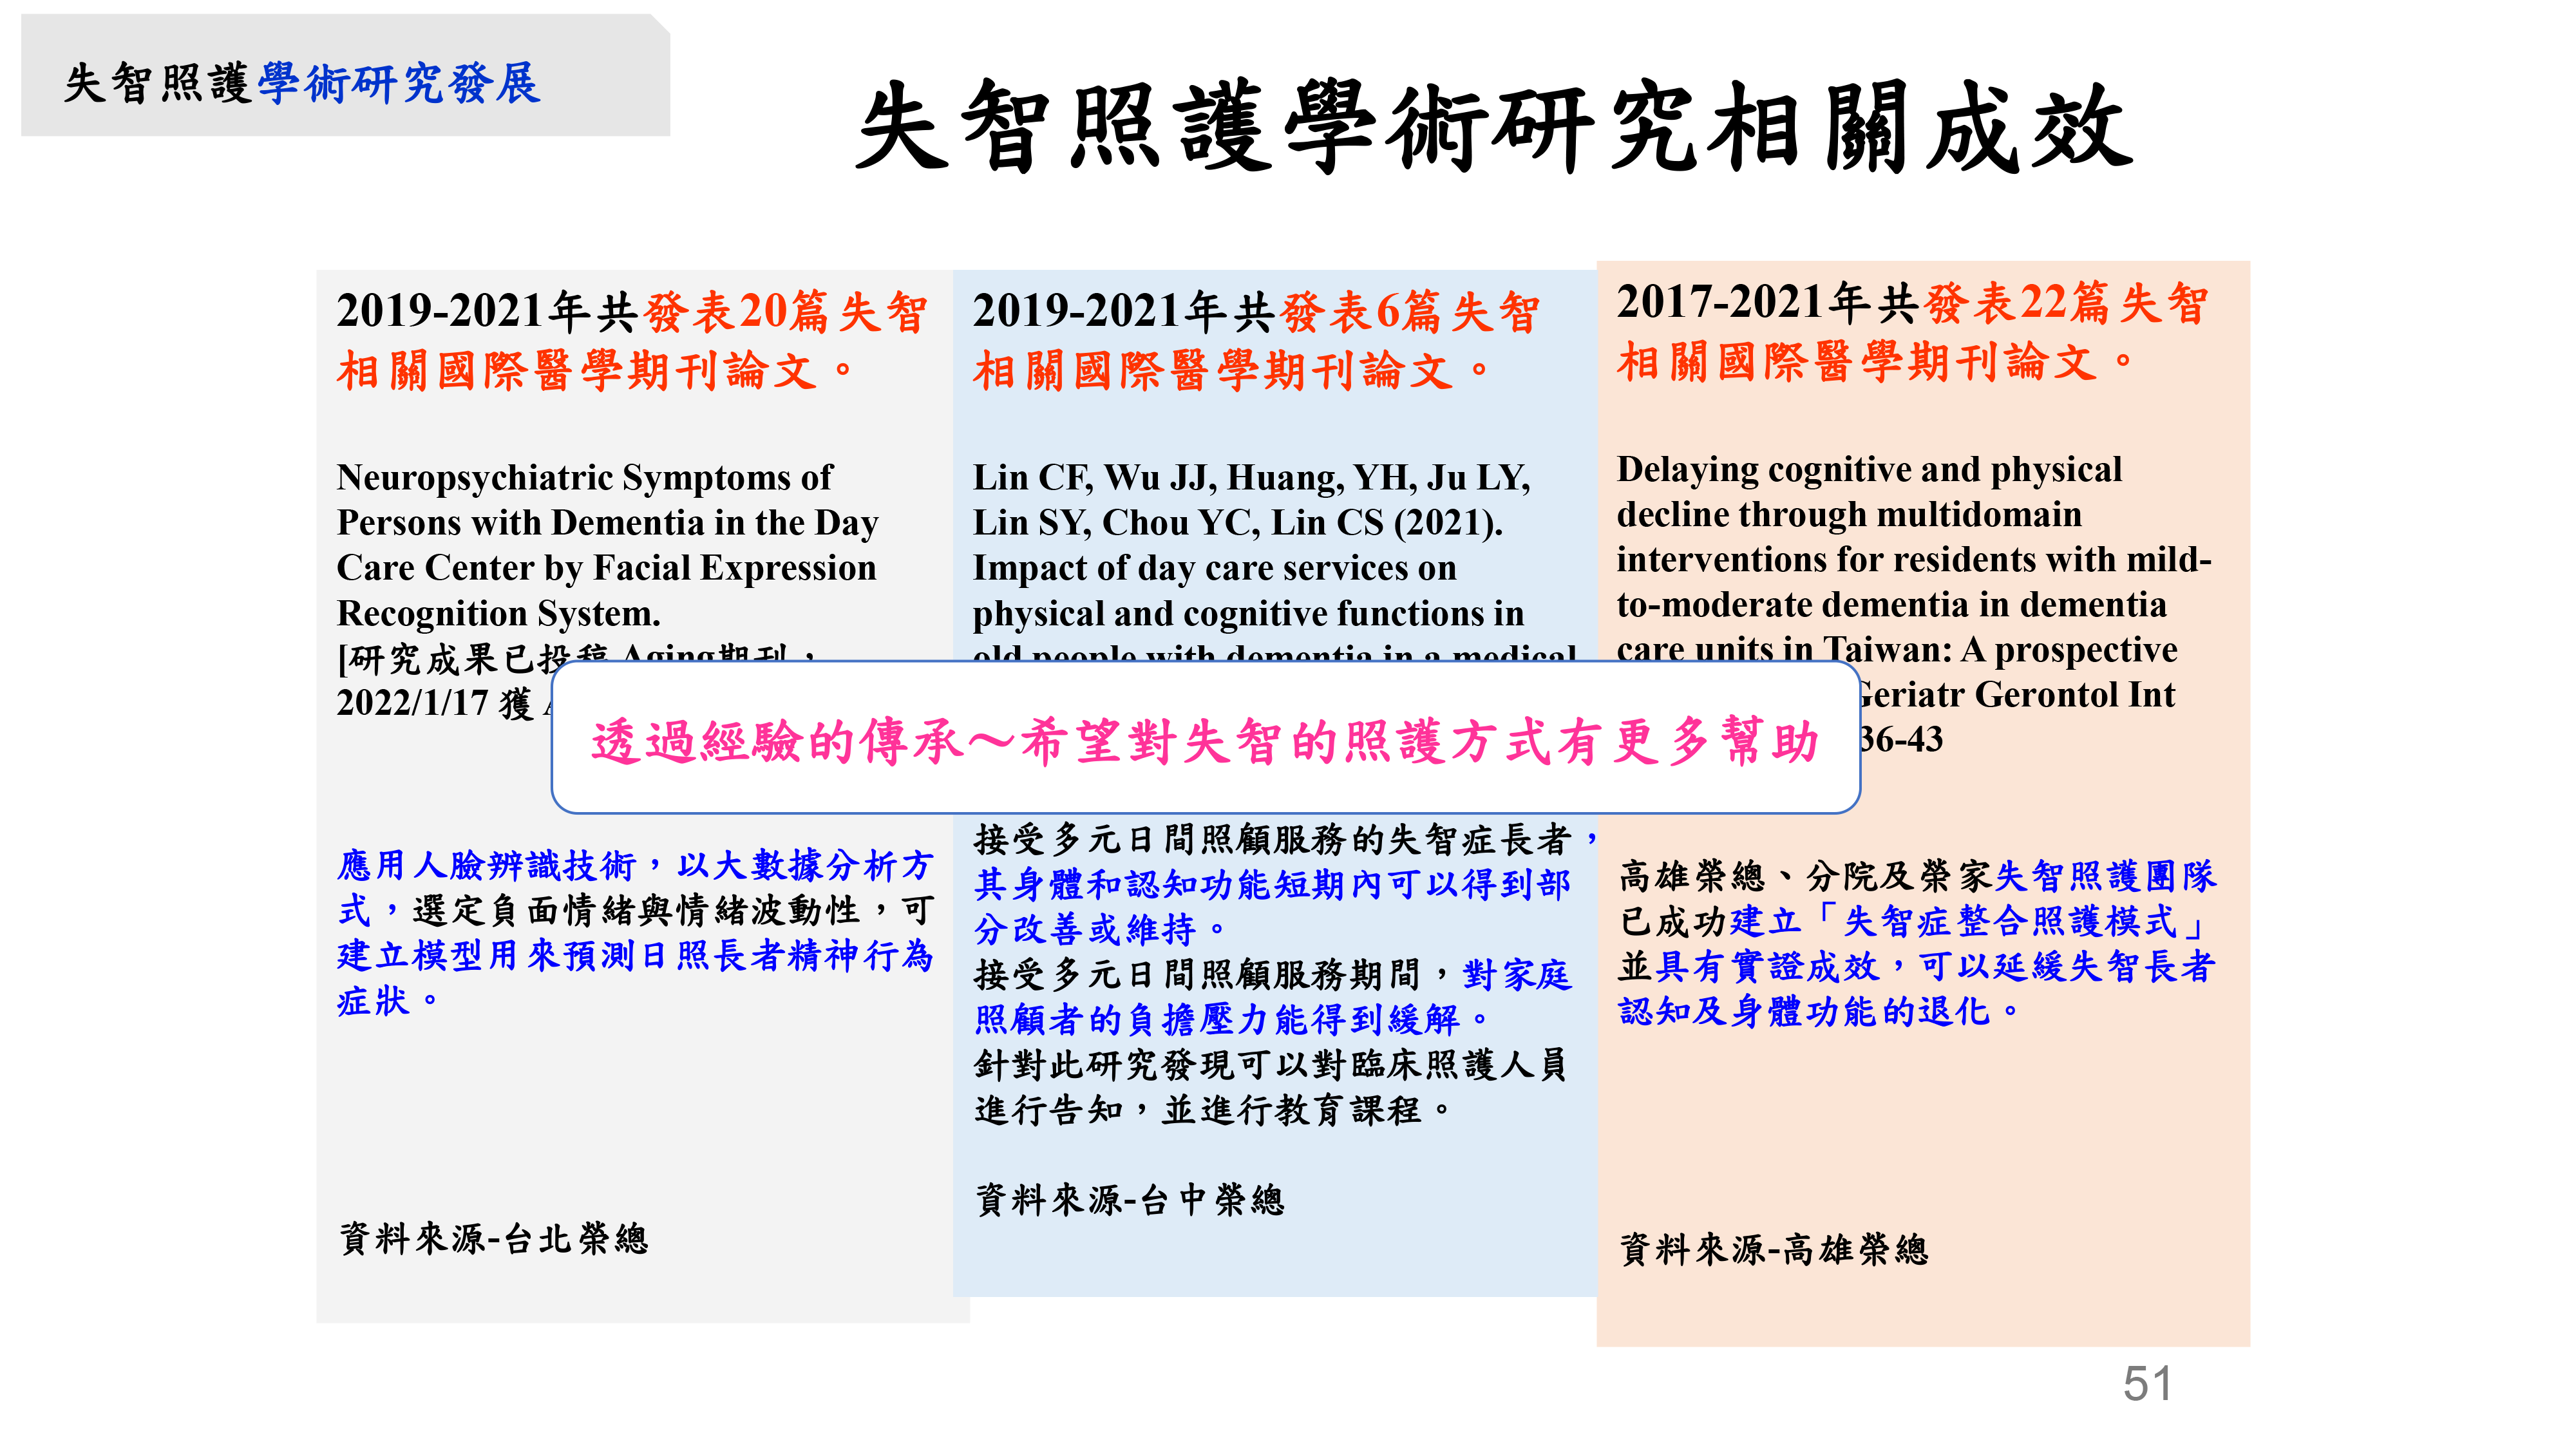 失智照護學術研究發展
失智照護學術研究相關成效
2019-2021年共發表20篇失智
相關國際醫學期刊論文。
Neuropsychiatric Symptoms of
Persons with Dementia in the Day
Care Center by Facial Expression
Recognition System.
[研究成果已投稿 Aging期刊，
2022/1/17 獲
應用人臉辨識技術，以大數據分析方
式，選定負面情緒與情緒波動性，可
建立模型用來預測日照長者精神行為
症狀。
資料來源-台北榮總
2019-2021年共發表6篇失智
相關國際醫學期刊論文。
Lin CF, Wu JJ, Huang, YH, Ju LY,
Lin SY, Chou YC, Lin CS (2021).
Impact of day care services on
physical and cognitive functions in
old people with dementia in a medical
接受多元日間照顧服務的失智症長者，
其身體和認知功能短期內可以得到部
分改善或維持。
接受多元日間照顧服務期間，對家庭
照顧者的負擔壓力能得到緩解。
針對此研究發現可以對臨床照護人員
進行告知，並進行教育課程。
資料來源-台中榮總
2017-2021年共發表22篇失智
相關國際醫學期刊論文。
Delaying cognitive and physical
decline through multidomain
interventions for residents with mild-
to-moderate dementia in dementia
care units in Taiwan: A prospective
Geriatr Gerontol Int
36-43
高雄榮總、分院及榮家失智照護團隊
已成功建立「失智症整合照護模式」
並具有實證成效，可以延緩失智長者
認知及身體功能的退化。
資料來源-高雄榮總
透過經驗的傳承～希望對失智的照護方式有更多幫助
51